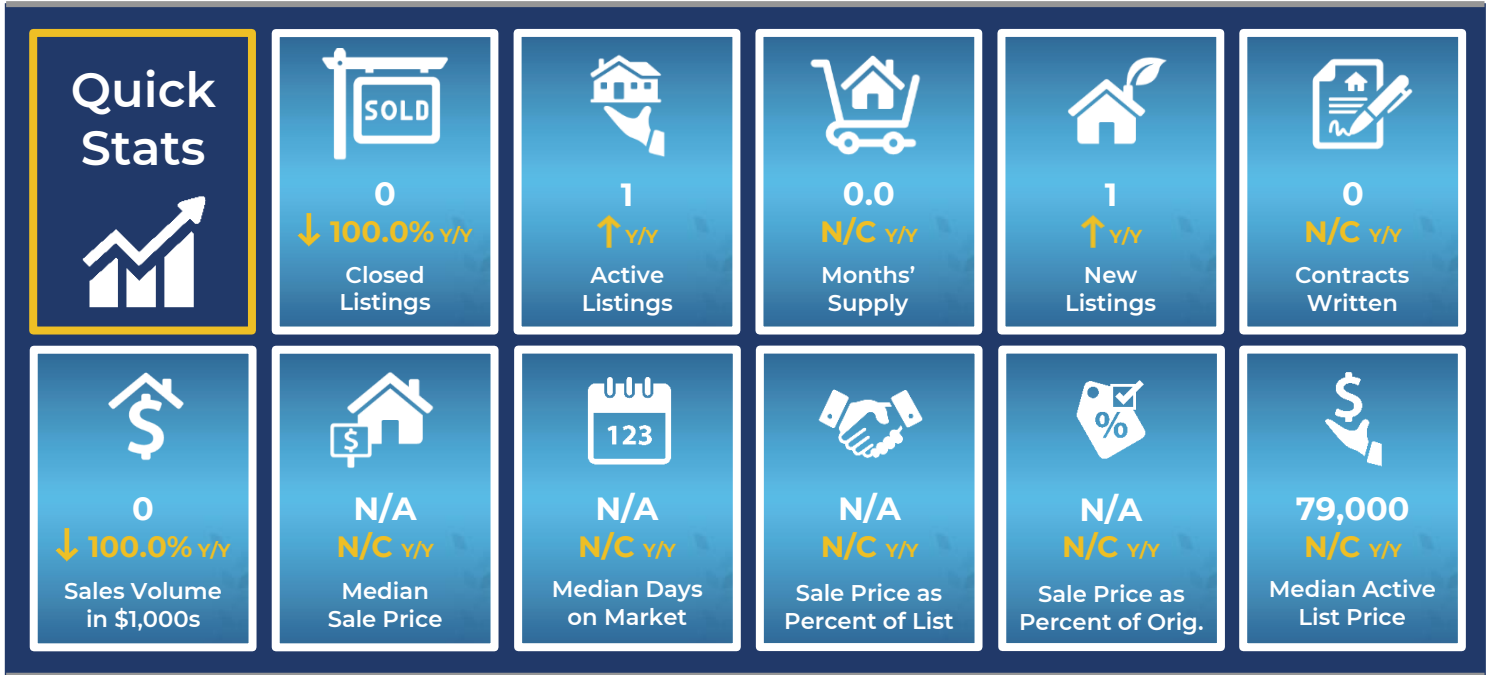 Quick
Stats
SOLD
0
↓ 100.0% Y/Y
Closed
Listings
1
↑ Y/Y
Active
Listings
0.0
N/C Y/Y
Months’
Supply
1
↑ Y/Y
New
Listings
0
N/C Y/Y
Contracts
Written
$
0
↓ 100.0% Y/Y
Sales Volume
in $1,000s
$
N/A
N/C Y/Y
Median
Sale Price
123
N/A
N/C Y/Y
Median Days
on Market
N/A
N/C Y/Y
Sale Price as
Percent of List
%
N/A
N/C Y/Y
Sale Price as
Percent of Orig.
$
79,000
N/C Y/Y
Median Active
List Price